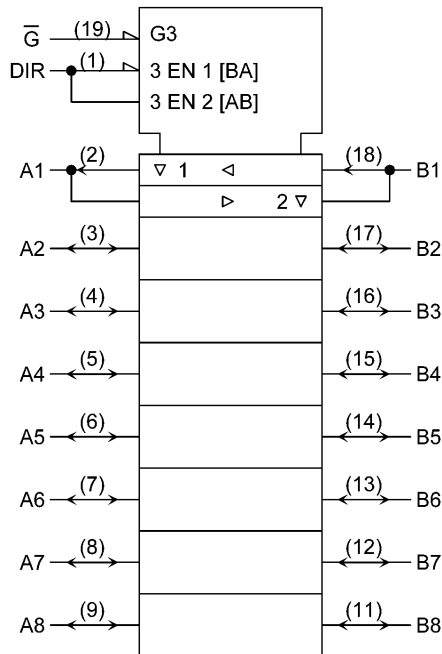 G̅ (19) G3
DIR (1) 3 EN 1 [BA]
3 EN 2 [AB]
A1 (2) ▽ 1 ◁ (18) B1
▷ 2 ▽
A2 (3) (17) B2
A3 (4) (16) B3
A4 (5) (15) B4
A5 (6) (14) B5
A6 (7) (13) B6
A7 (8) (12) B7
A8 (9) (11) B8